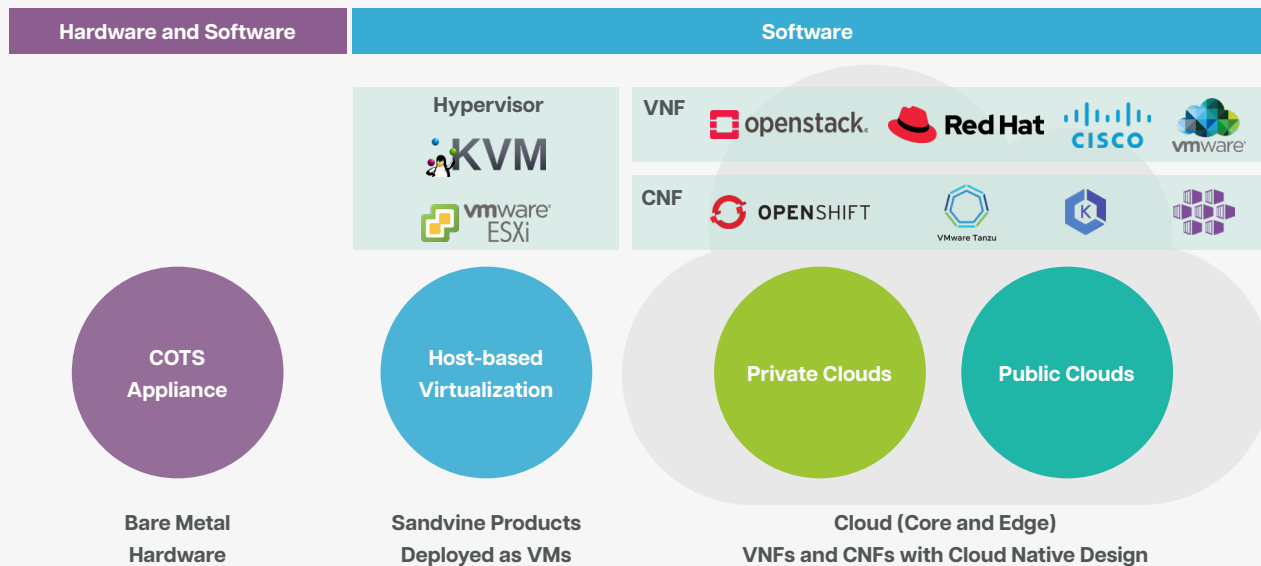 Hardware and Software
Software
Hypervisor
KVM
vmware®
ESXi
VNF
openstack.
Red Hat
CISCO
vmware®
CNF
OPENSHIFT
VMware Tanzu
K
COTS
Appliance
Host-based
Virtualization
Private Clouds
Public Clouds
Bare Metal
Hardware
Sandvine Products
Deployed as VMs
Cloud (Core and Edge)
VNFs and CNFs with Cloud Native Design